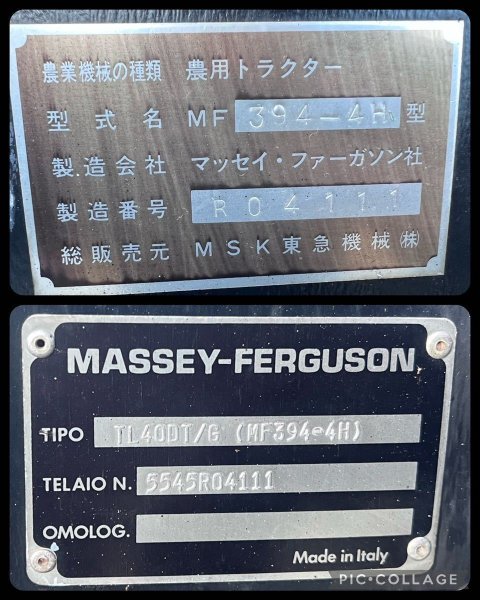 農業機械の種類 農用トラクター
型式名 MF 394-4H 型
製造会社 マッセイ・ファーガソン社
製造番号 R04111
総販売元 MSK東急機械㈱
MASSEY-FERGUSON
TIPO TL40DT/G (MF394e4H)
TELAIO N. 5545R04111
OMOLOG.
Made in Italy
PIC•COLLAGE